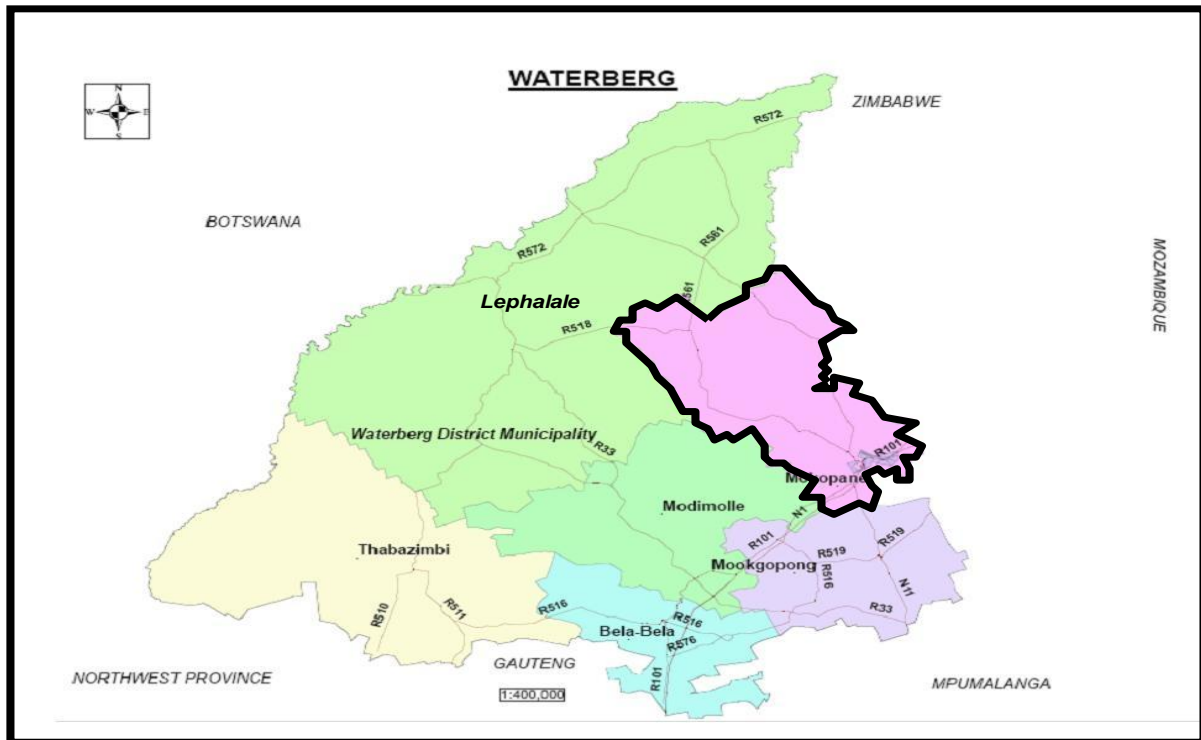 WATERBERG
N
W E
S
ZIMBABWE
R572
BOTSWANA
R561
R572
MOZAMBIQUE
Lephalale
R561
R518
Waterberg District Municipality
R33
R101
Mokopane
Modimolle
N1
R101
R519
R519
Thabazimbi
Mookgopong
R516
N11
R510
R511
R516
R516
R33
Bela-Bela
R576
GAUTENG
R101
NORTHWEST PROVINCE
1:400,000
MPUMALANGA